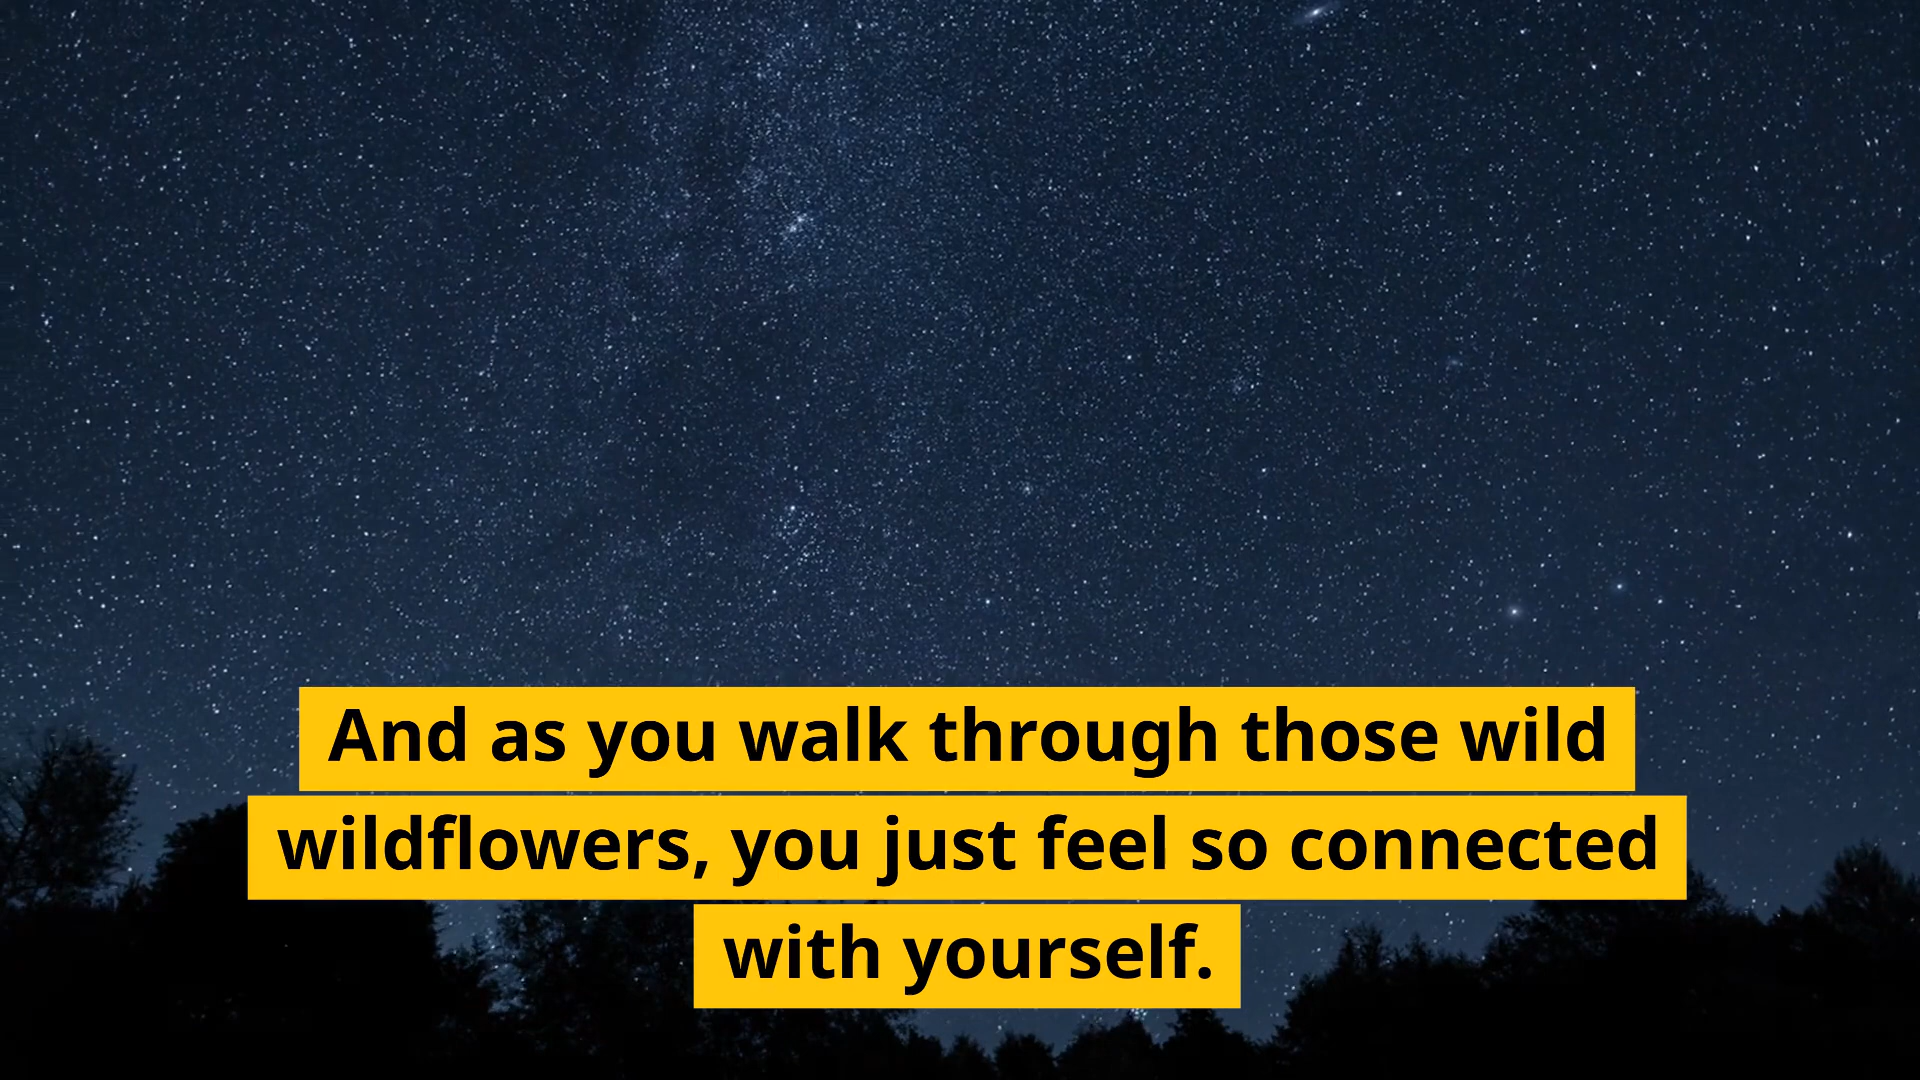 And as you walk through those wild
wildflowers, you just feel so connected
with yourself.